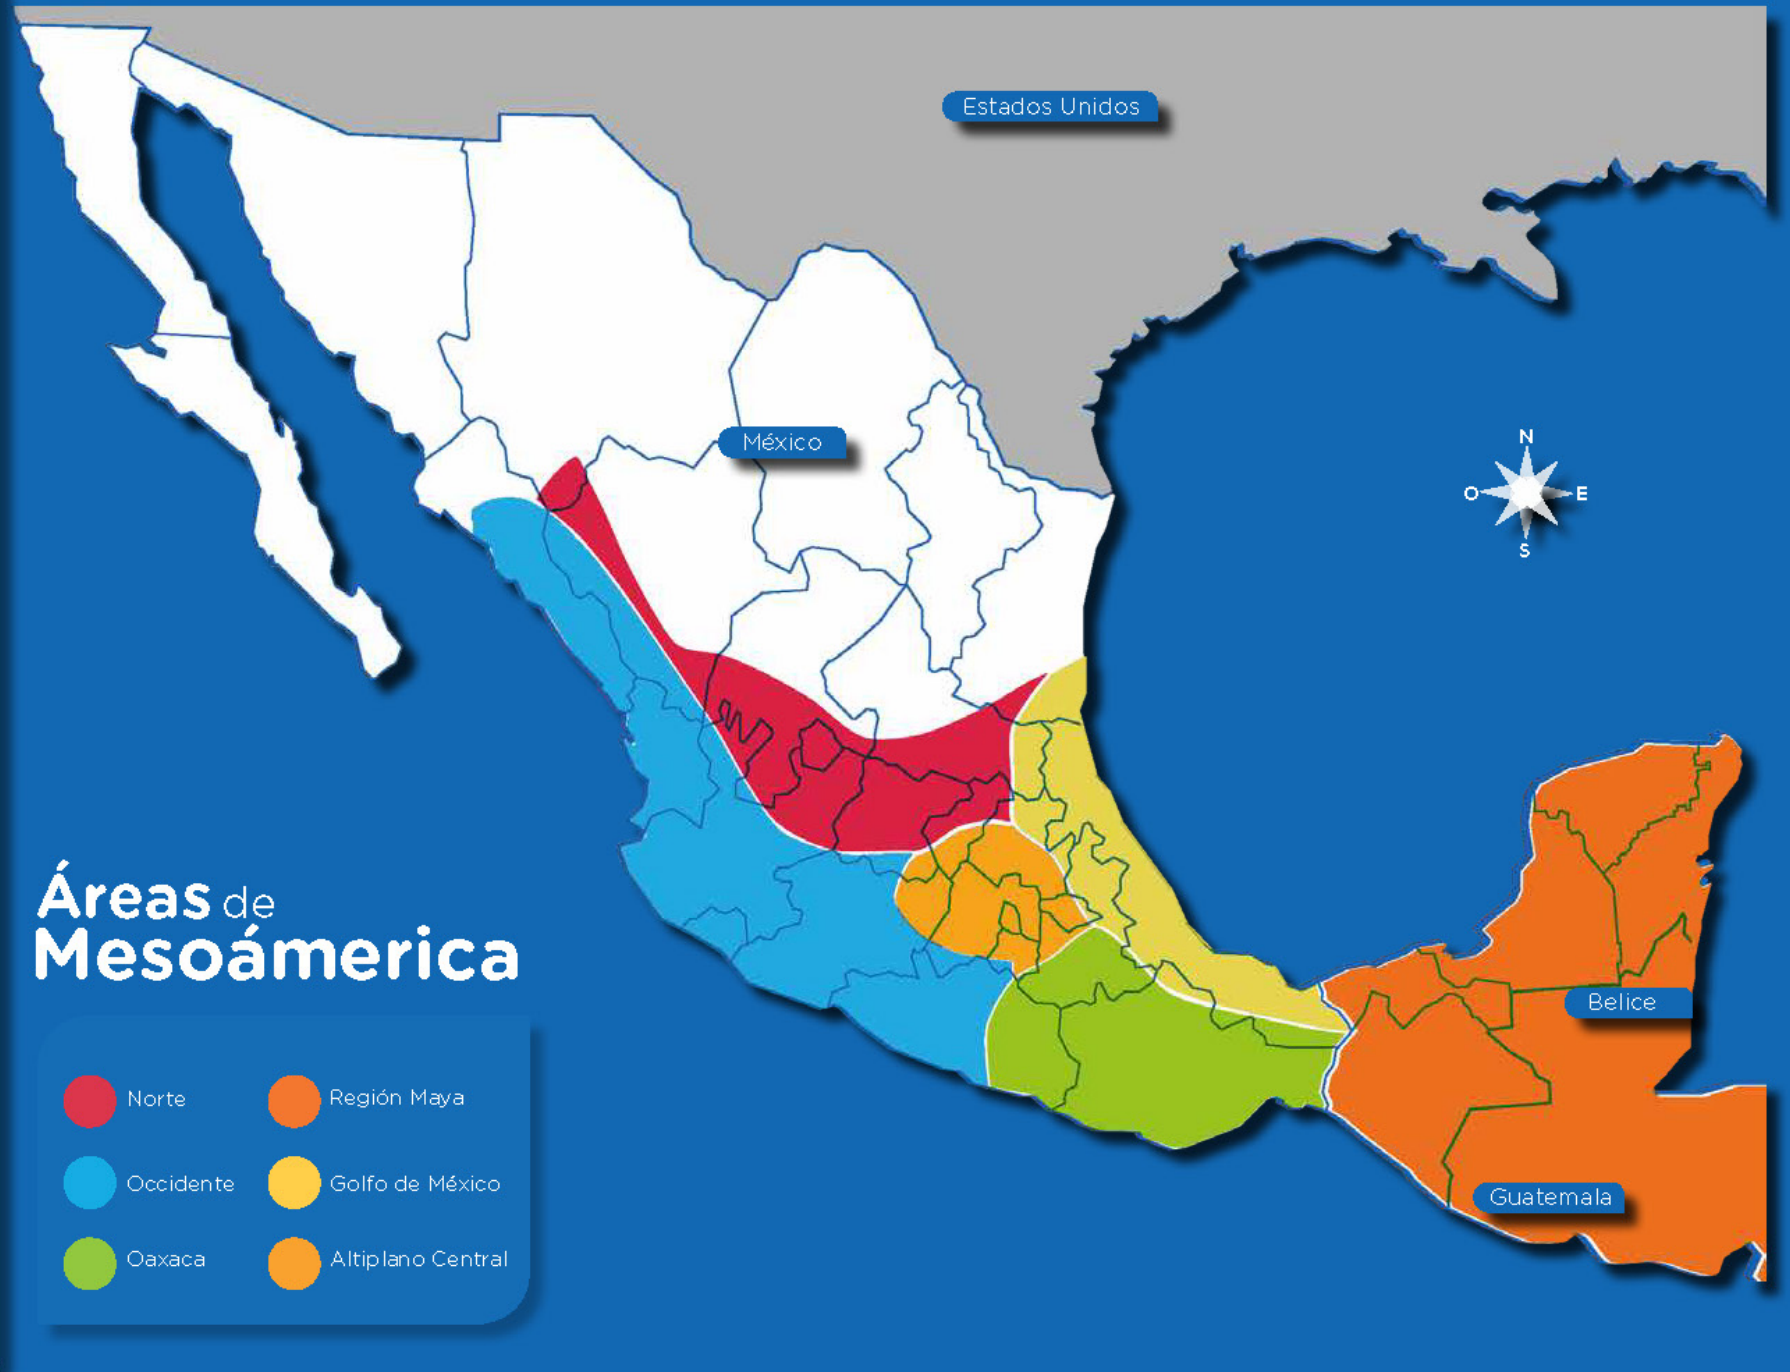 Estados Unidos
México
N
O
E
S
Áreas de
Mesoámerica
Belice
Norte
Región Maya
Occidente
Golfo de México
Guatemala
Oaxaca
Altiplano Central